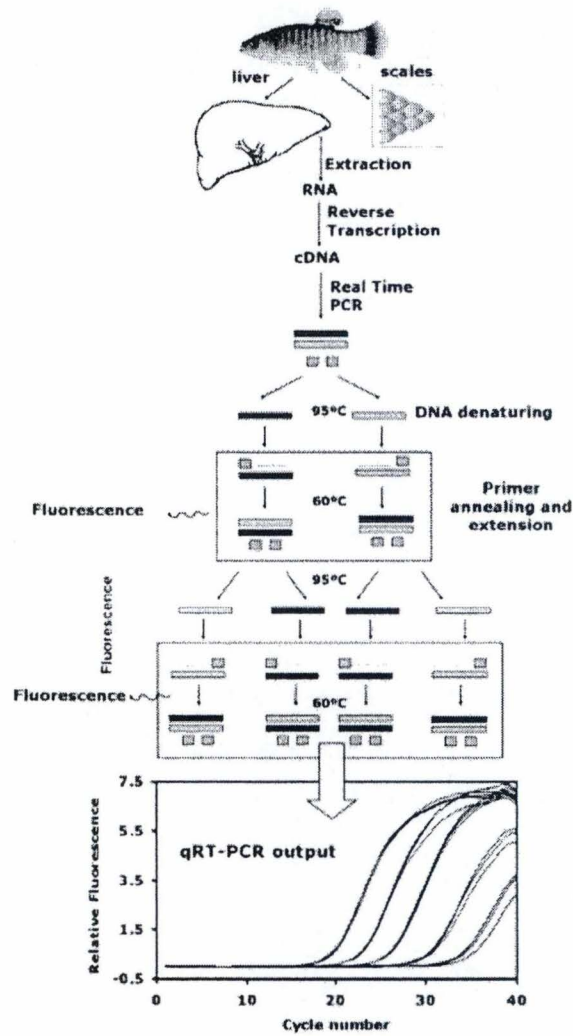 liver
scales
Extraction
RNA
Reverse
Transcription
cDNA
Real Time
PCR
95ºC
DNA denaturing
60ºC
Fluorescence
Primer
annealing and
extension
95ºC
Fluorescence
Fluorescence
60ºC
7.5
5.5
3.5
1.5
-0.5
Relative Fluorescence
qRT-PCR output
0
10
20
30
40
Cycle number